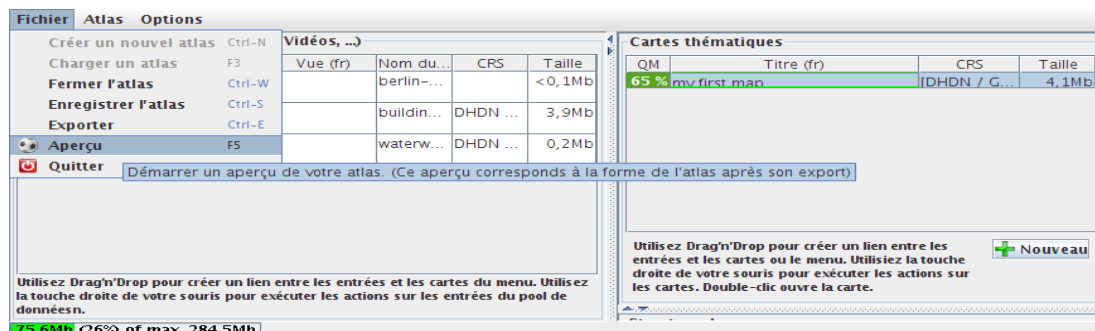 Fichier Atlas Options
Créer un nouvel atlas Ctrl-N
Charger un atlas F3
Fermer l'atlas Ctrl-W
Enregistrer l'atlas Ctrl-S
Exporter Ctrl-E
Aperçu F5
Quitter
Démarrer un aperçu de votre atlas. (Ce aperçu corresponds à la forme de l'atlas après son export)
Vidéos, ...)
Vue (fr) Nom du... CRS Taille
berlin-... <0,1Mb
buildin... DHDN ... 3,9Mb
waterw... DHDN ... 0,2Mb
Utilisez Drag'n'Drop pour créer un lien entre les entrées et les cartes du menu. Utilisez
la touche droite de votre souris pour exécuter les actions sur les entrées du pool de
donnéesn.
Cartes thématiques
QM Titre (fr) CRS Taille
65 % my first map [DHDN / G... 4,1Mb
Utilisez Drag'n'Drop pour créer un lien entre les
entrées et les cartes ou le menu. Utilisiez la touche
droite de votre souris pour exécuter les actions sur
les cartes. Double-clic ouvre la carte.
Nouveau
75,6Mb (26%) of max. 284,5Mb